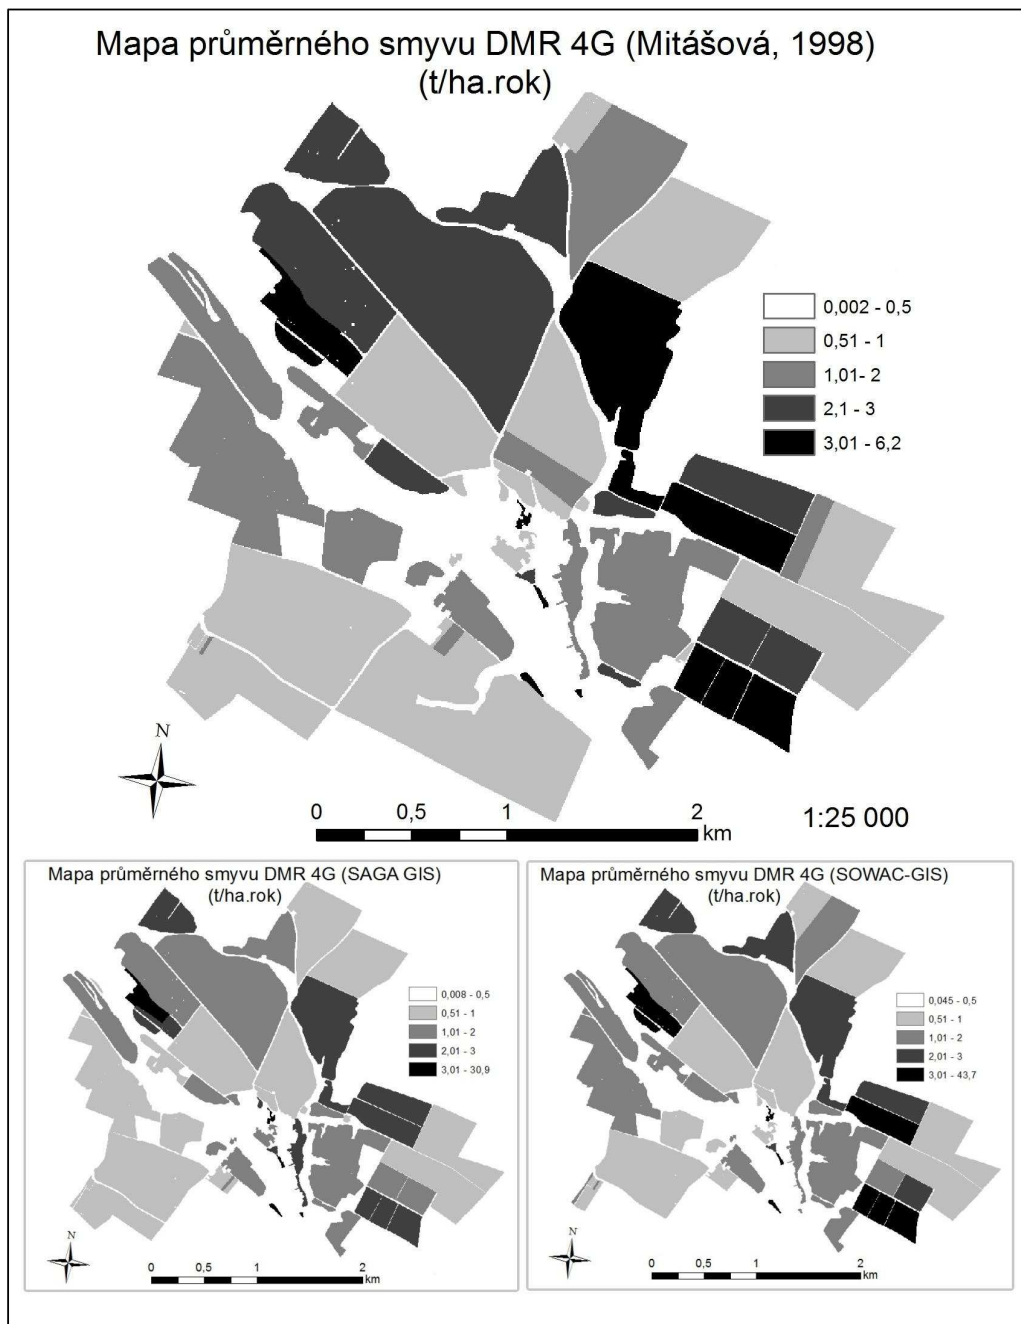 Mapa průměrného smyvu DMR 4G (Mitášová, 1998)
(t/ha.rok)
0,002 - 0,5
0,51 - 1
1,01- 2
2,1 - 3
3,01 - 6,2
N
0 0,5 1 2
km
1:25 000
Mapa průměrného smyvu DMR 4G (SAGA GIS)
(t/ha.rok)
0,008 - 0,5
0,51 - 1
1,01 - 2
2,01 - 3
3,01 - 30,9
N
0 0,5 1 2
km
Mapa průměrného smyvu DMR 4G (SOWAC-GIS)
(t/ha.rok)
0,045 - 0,5
0,51 - 1
1,01 - 2
2,01 - 3
3,01 - 43,7
N
0 0,5 1 2
km